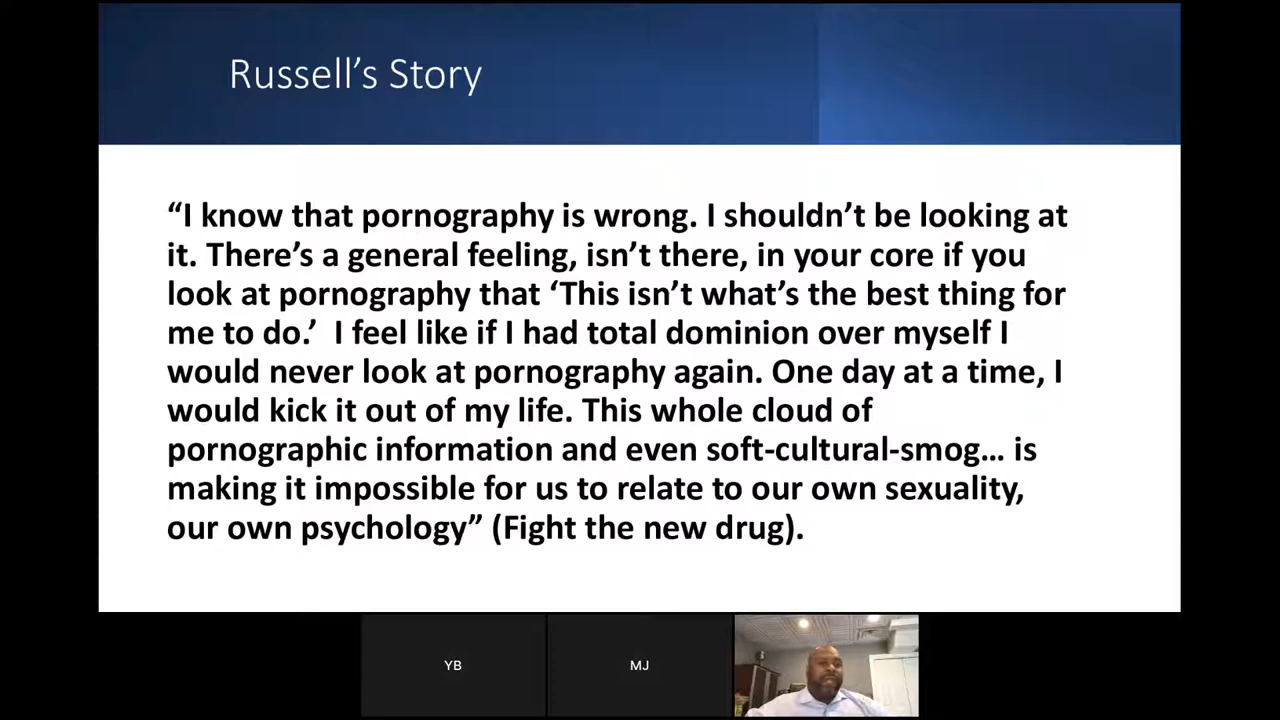 Russell’s Story
“I know that pornography is wrong. I shouldn’t be looking at
it. There’s a general feeling, isn’t there, in your core if you
look at pornography that ‘This isn’t what’s the best thing for
me to do.’ I feel like if I had total dominion over myself I
would never look at pornography again. One day at a time, I
would kick it out of my life. This whole cloud of
pornographic information and even soft-cultural-smog… is
making it impossible for us to relate to our own sexuality,
our own psychology” (Fight the new drug).
YB
MJ